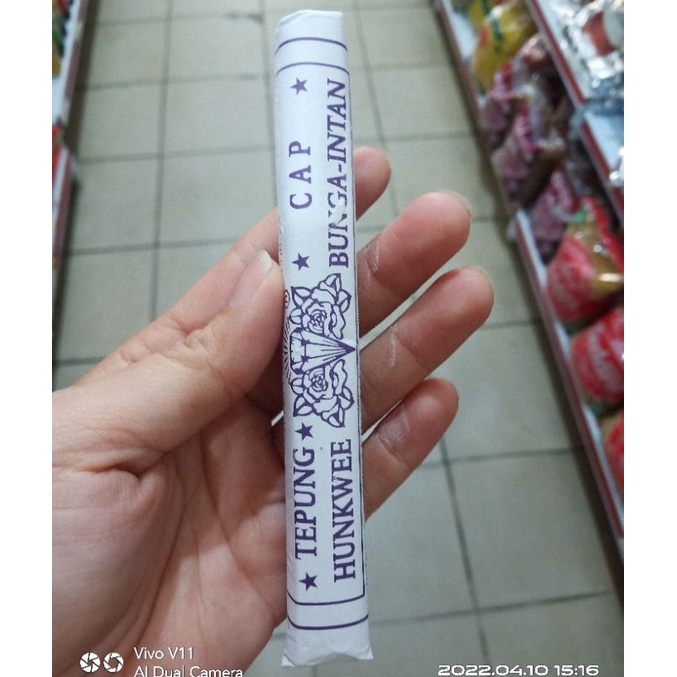 ★ TEPUNG ★
HUNKWEE
®
★ CAP ★
BUNGA-INTAN
Vivo V11
AI Dual Camera
2022.04.10 15:16